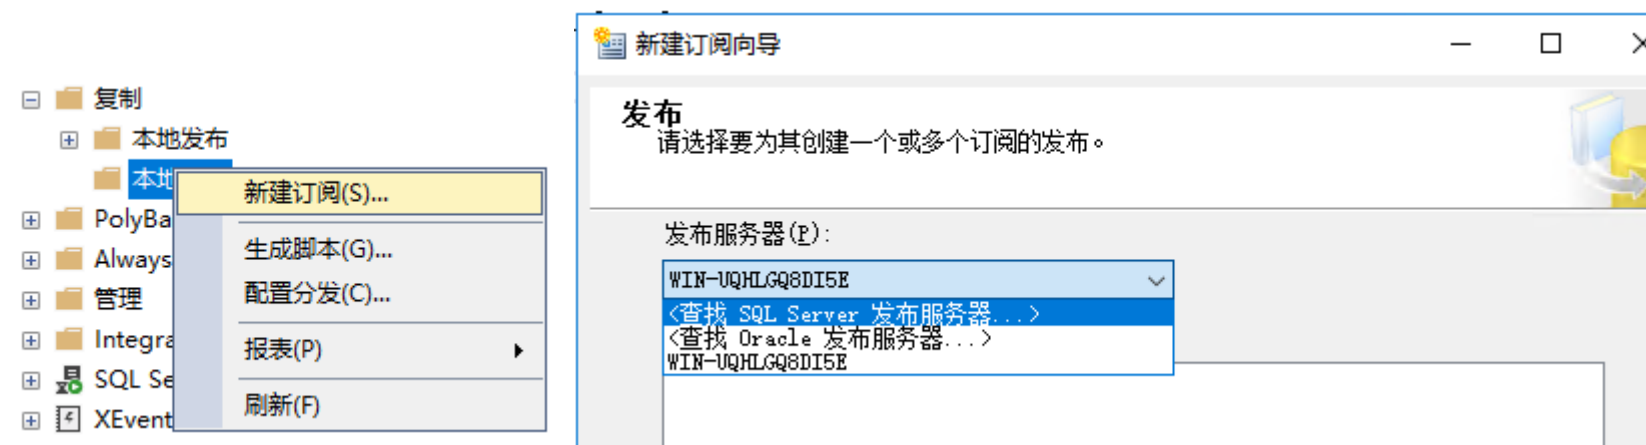 复制
本地发布
本地
PolyBa
Always
管理
Integra
SQL Se
XEvent
新建订阅(S)...
生成脚本(G)...
配置分发(C)...
报表(P)
刷新(F)
新建订阅向导
发布
请选择要为其创建一个或多个订阅的发布。
发布服务器(P):
WIN-UQHLGQ8DI5E
<查找 SQL Server 发布服务器...>
<查找 Oracle 发布服务器...>
WIN-UQHLGQ8DI5E